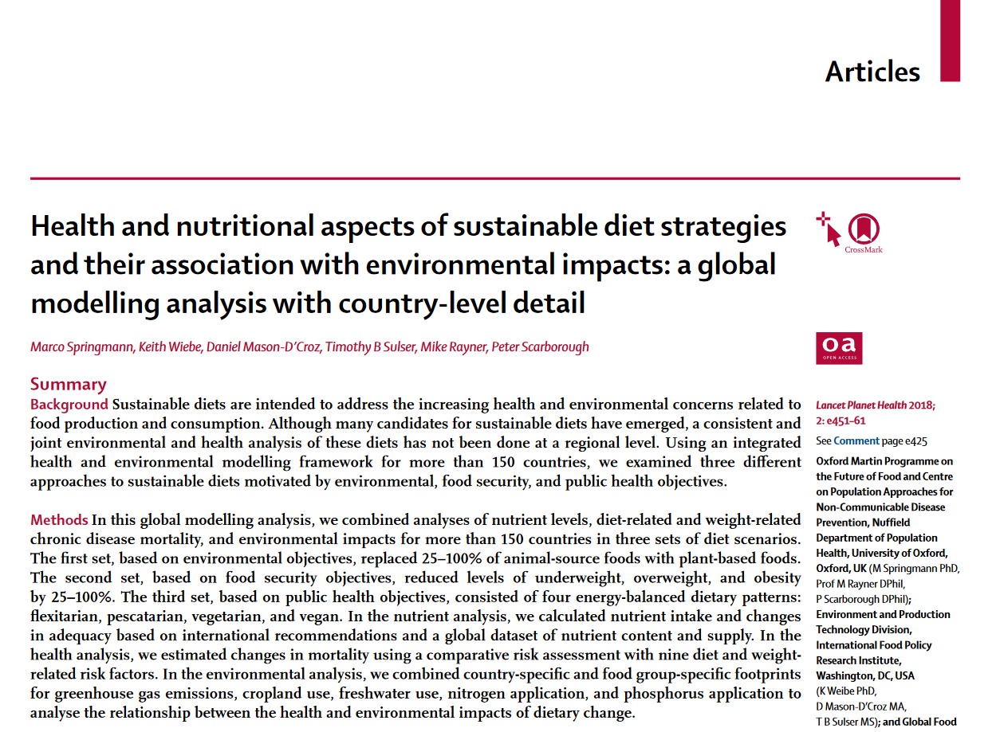 Articles
Health and nutritional aspects of sustainable diet strategies
and their association with environmental impacts: a global
modelling analysis with country-level detail
CrossMark
Marco Springmann, Keith Wiebe, Daniel Mason-D’Croz, Timothy B Sulser, Mike Rayner, Peter Scarborough
oa
OPEN ACCESS
Summary
Background Sustainable diets are intended to address the increasing health and environmental concerns related to
food production and consumption. Although many candidates for sustainable diets have emerged, a consistent and
joint environmental and health analysis of these diets has not been done at a regional level. Using an integrated
health and environmental modelling framework for more than 150 countries, we examined three different
approaches to sustainable diets motivated by environmental, food security, and public health objectives.
Methods In this global modelling analysis, we combined analyses of nutrient levels, diet-related and weight-related
chronic disease mortality, and environmental impacts for more than 150 countries in three sets of diet scenarios.
The first set, based on environmental objectives, replaced 25–100% of animal-source foods with plant-based foods.
The second set, based on food security objectives, reduced levels of underweight, overweight, and obesity
by 25–100%. The third set, based on public health objectives, consisted of four energy-balanced dietary patterns:
flexitarian, pescatarian, vegetarian, and vegan. In the nutrient analysis, we calculated nutrient intake and changes
in adequacy based on international recommendations and a global dataset of nutrient content and supply. In the
health analysis, we estimated changes in mortality using a comparative risk assessment with nine diet and weight-
related risk factors. In the environmental analysis, we combined country-specific and food group-specific footprints
for greenhouse gas emissions, cropland use, freshwater use, nitrogen application, and phosphorus application to
analyse the relationship between the health and environmental impacts of dietary change.
Lancet Planet Health 2018;
2: e451–61
See Comment page e425
Oxford Martin Programme on
the Future of Food and Centre
on Population Approaches for
Non-Communicable Disease
Prevention, Nuffield
Department of Population
Health, University of Oxford,
Oxford, UK (M Springmann PhD,
Prof M Rayner DPhil,
P Scarborough DPhil);
Environment and Production
Technology Division,
International Food Policy
Research Institute,
Washington, DC, USA
(K Weibe PhD,
D Mason-D’Croz MA,
T B Sulser MS); and Global Food